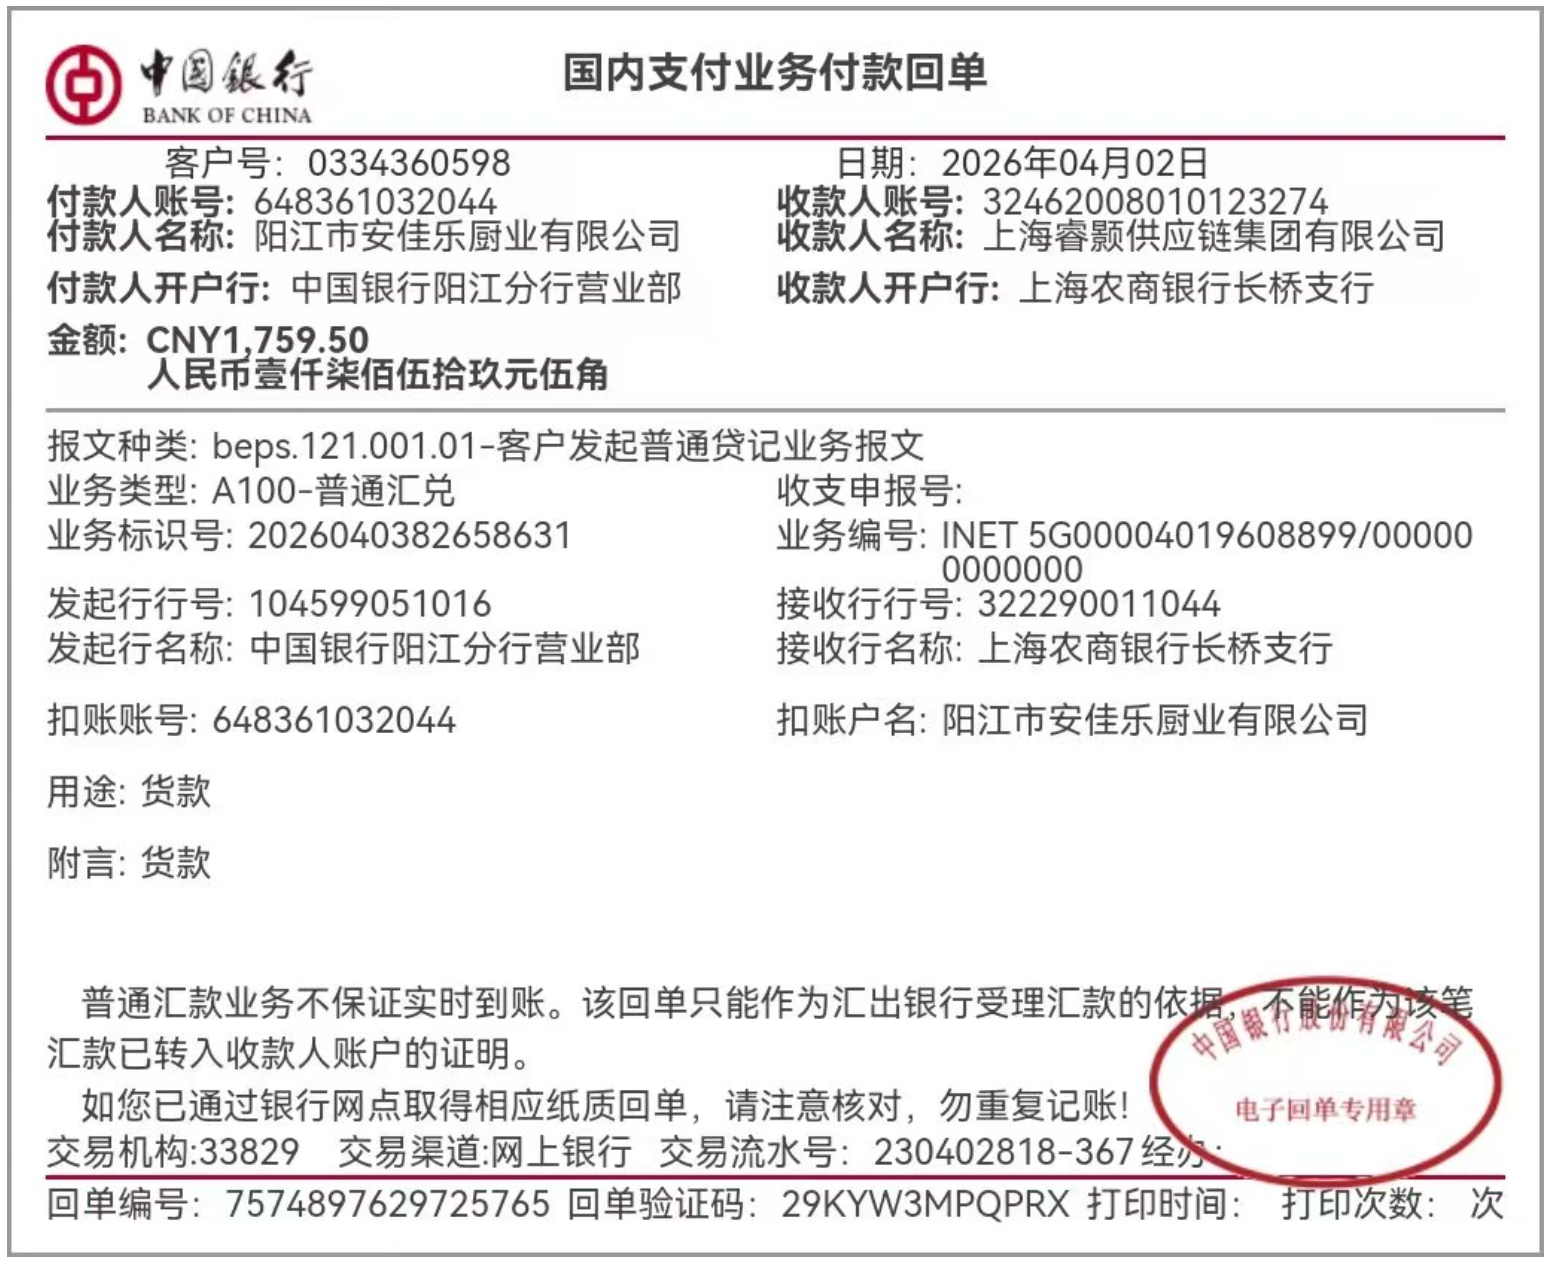 中国銀行
BANK OF CHINA
国内支付业务付款回单
客户号：0334360598 日期：2026年04月02日
付款人账号：648361032044 收款人账号：32462008010123274
付款人名称：阳江市安佳乐厨业有限公司 收款人名称：上海睿颢供应链集团有限公司
付款人开户行：中国银行阳江分行营业部 收款人开户行：上海农商银行长桥支行
金额：CNY1,759.50
人民币壹仟柒佰伍拾玖元伍角
报文种类：beps.121.001.01-客户发起普通贷记业务报文
业务类型：A100-普通汇兑 收支申报号：
业务标识号：2026040382658631 业务编号：INET 5G00004019608899/00000
0000000
发起行行号：104599051016 接收行行号：322290011044
发起行名称：中国银行阳江分行营业部 接收行名称：上海农商银行长桥支行
扣账账号：648361032044 扣账户名：阳江市安佳乐厨业有限公司
用途：货款
附言：货款
普通汇款业务不保证实时到账。该回单只能作为汇出银行受理汇款的依据，不能作为该笔
汇款已转入收款人账户的证明。
如您已通过银行网点取得相应纸质回单，请注意核对，勿重复记账！
中国银行股份有限公司
电子回单专用章
交易机构:33829 交易渠道:网上银行 交易流水号：230402818-367 经办：
回单编号：7574897629725765 回单验证码：29KYW3MPQPRX 打印时间： 打印次数： 次